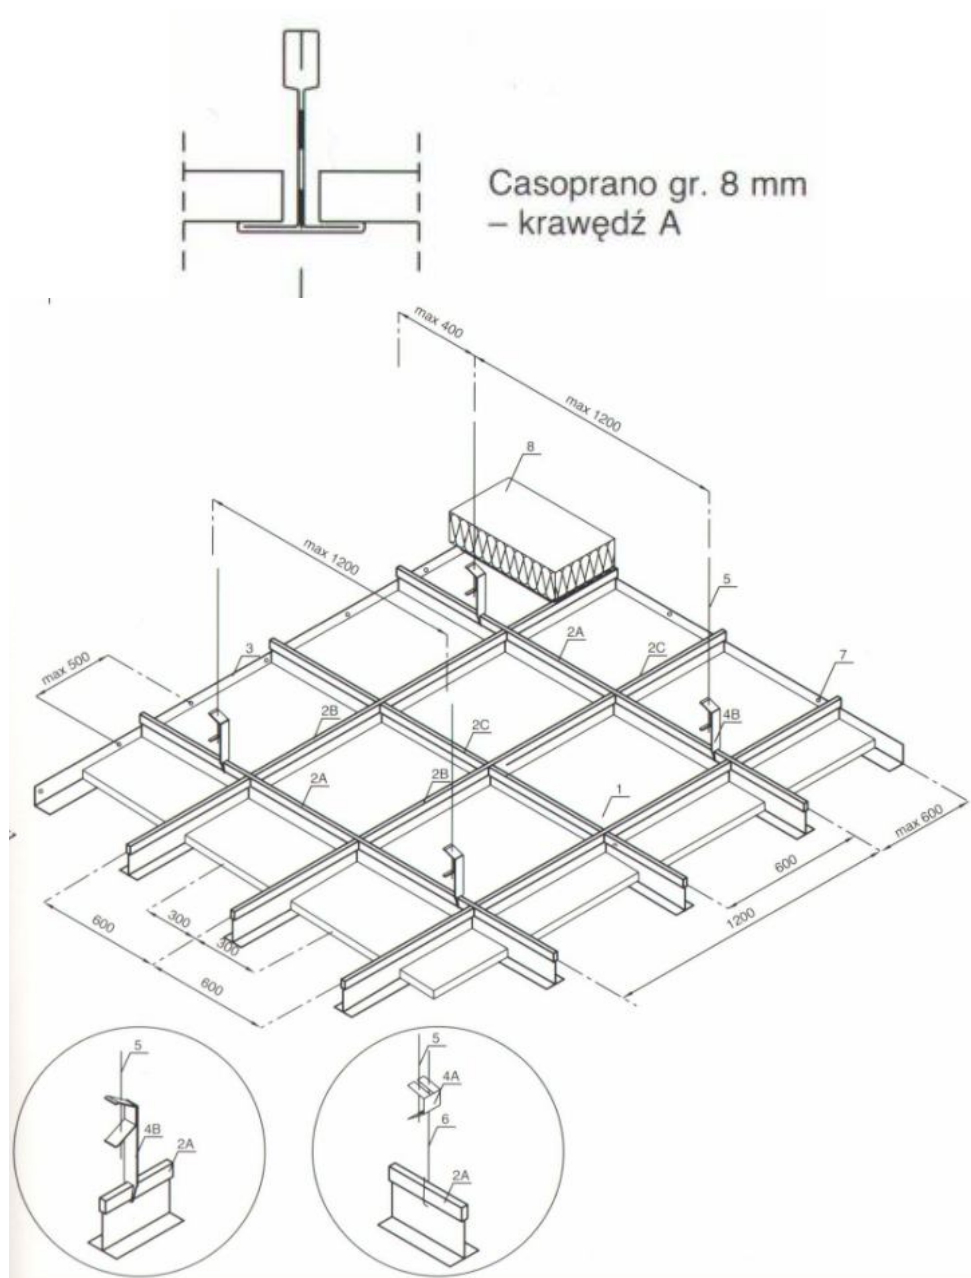 Casoprano gr. 8 mm
– krawędź A
max 400
max 1200
8
max 1200
5
2A
3
2C
7
max 500
2B
2C
4B
2A
2B
1
max 600
600
1200
600
300
300
600
5
4B
2A
5
4A
6
2A